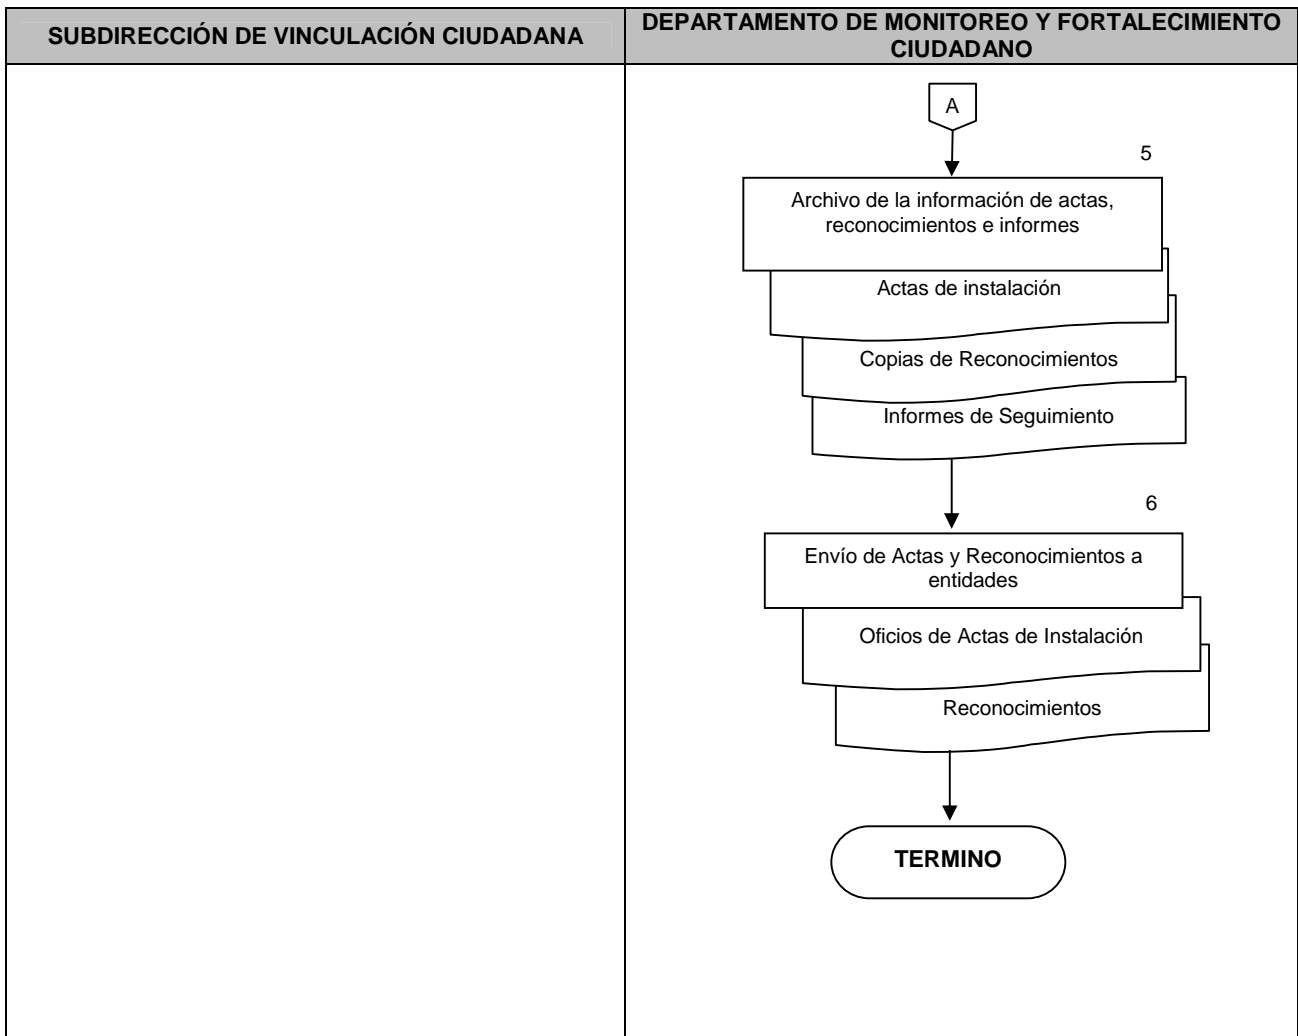 SUBDIRECCIÓN DE VINCULACIÓN CIUDADANA
DEPARTAMENTO DE MONITOREO Y FORTALECIMIENTO
CIUDADANO
A
5
Archivo de la información de actas,
reconocimientos e informes
Actas de instalación
Copias de Reconocimientos
Informes de Seguimiento
6
Envío de Actas y Reconocimientos a
entidades
Oficios de Actas de Instalación
Reconocimientos
TERMINO